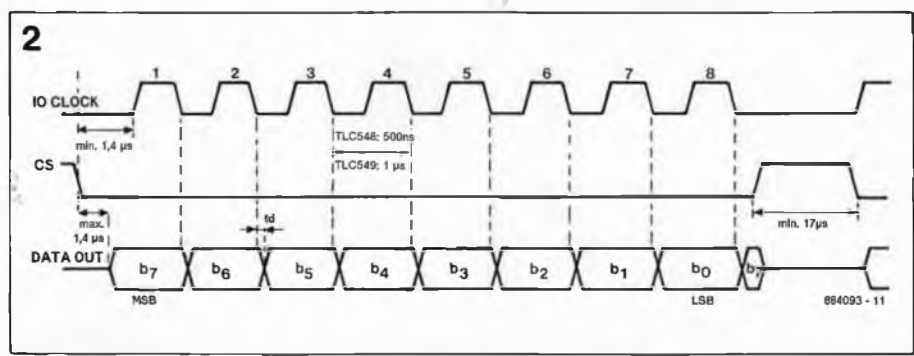 2
1 2 3 4 5 6 7 8
IO CLOCK
min. 1,4 µs
TLC548; 500ns
TLC549; 1 µs
CS
max.
1,4 µs
td
min. 17µs
DATA OUT
b7 b6 b5 b4 b3 b2 b1 b0 b7
MSB LSB
884093 - 11